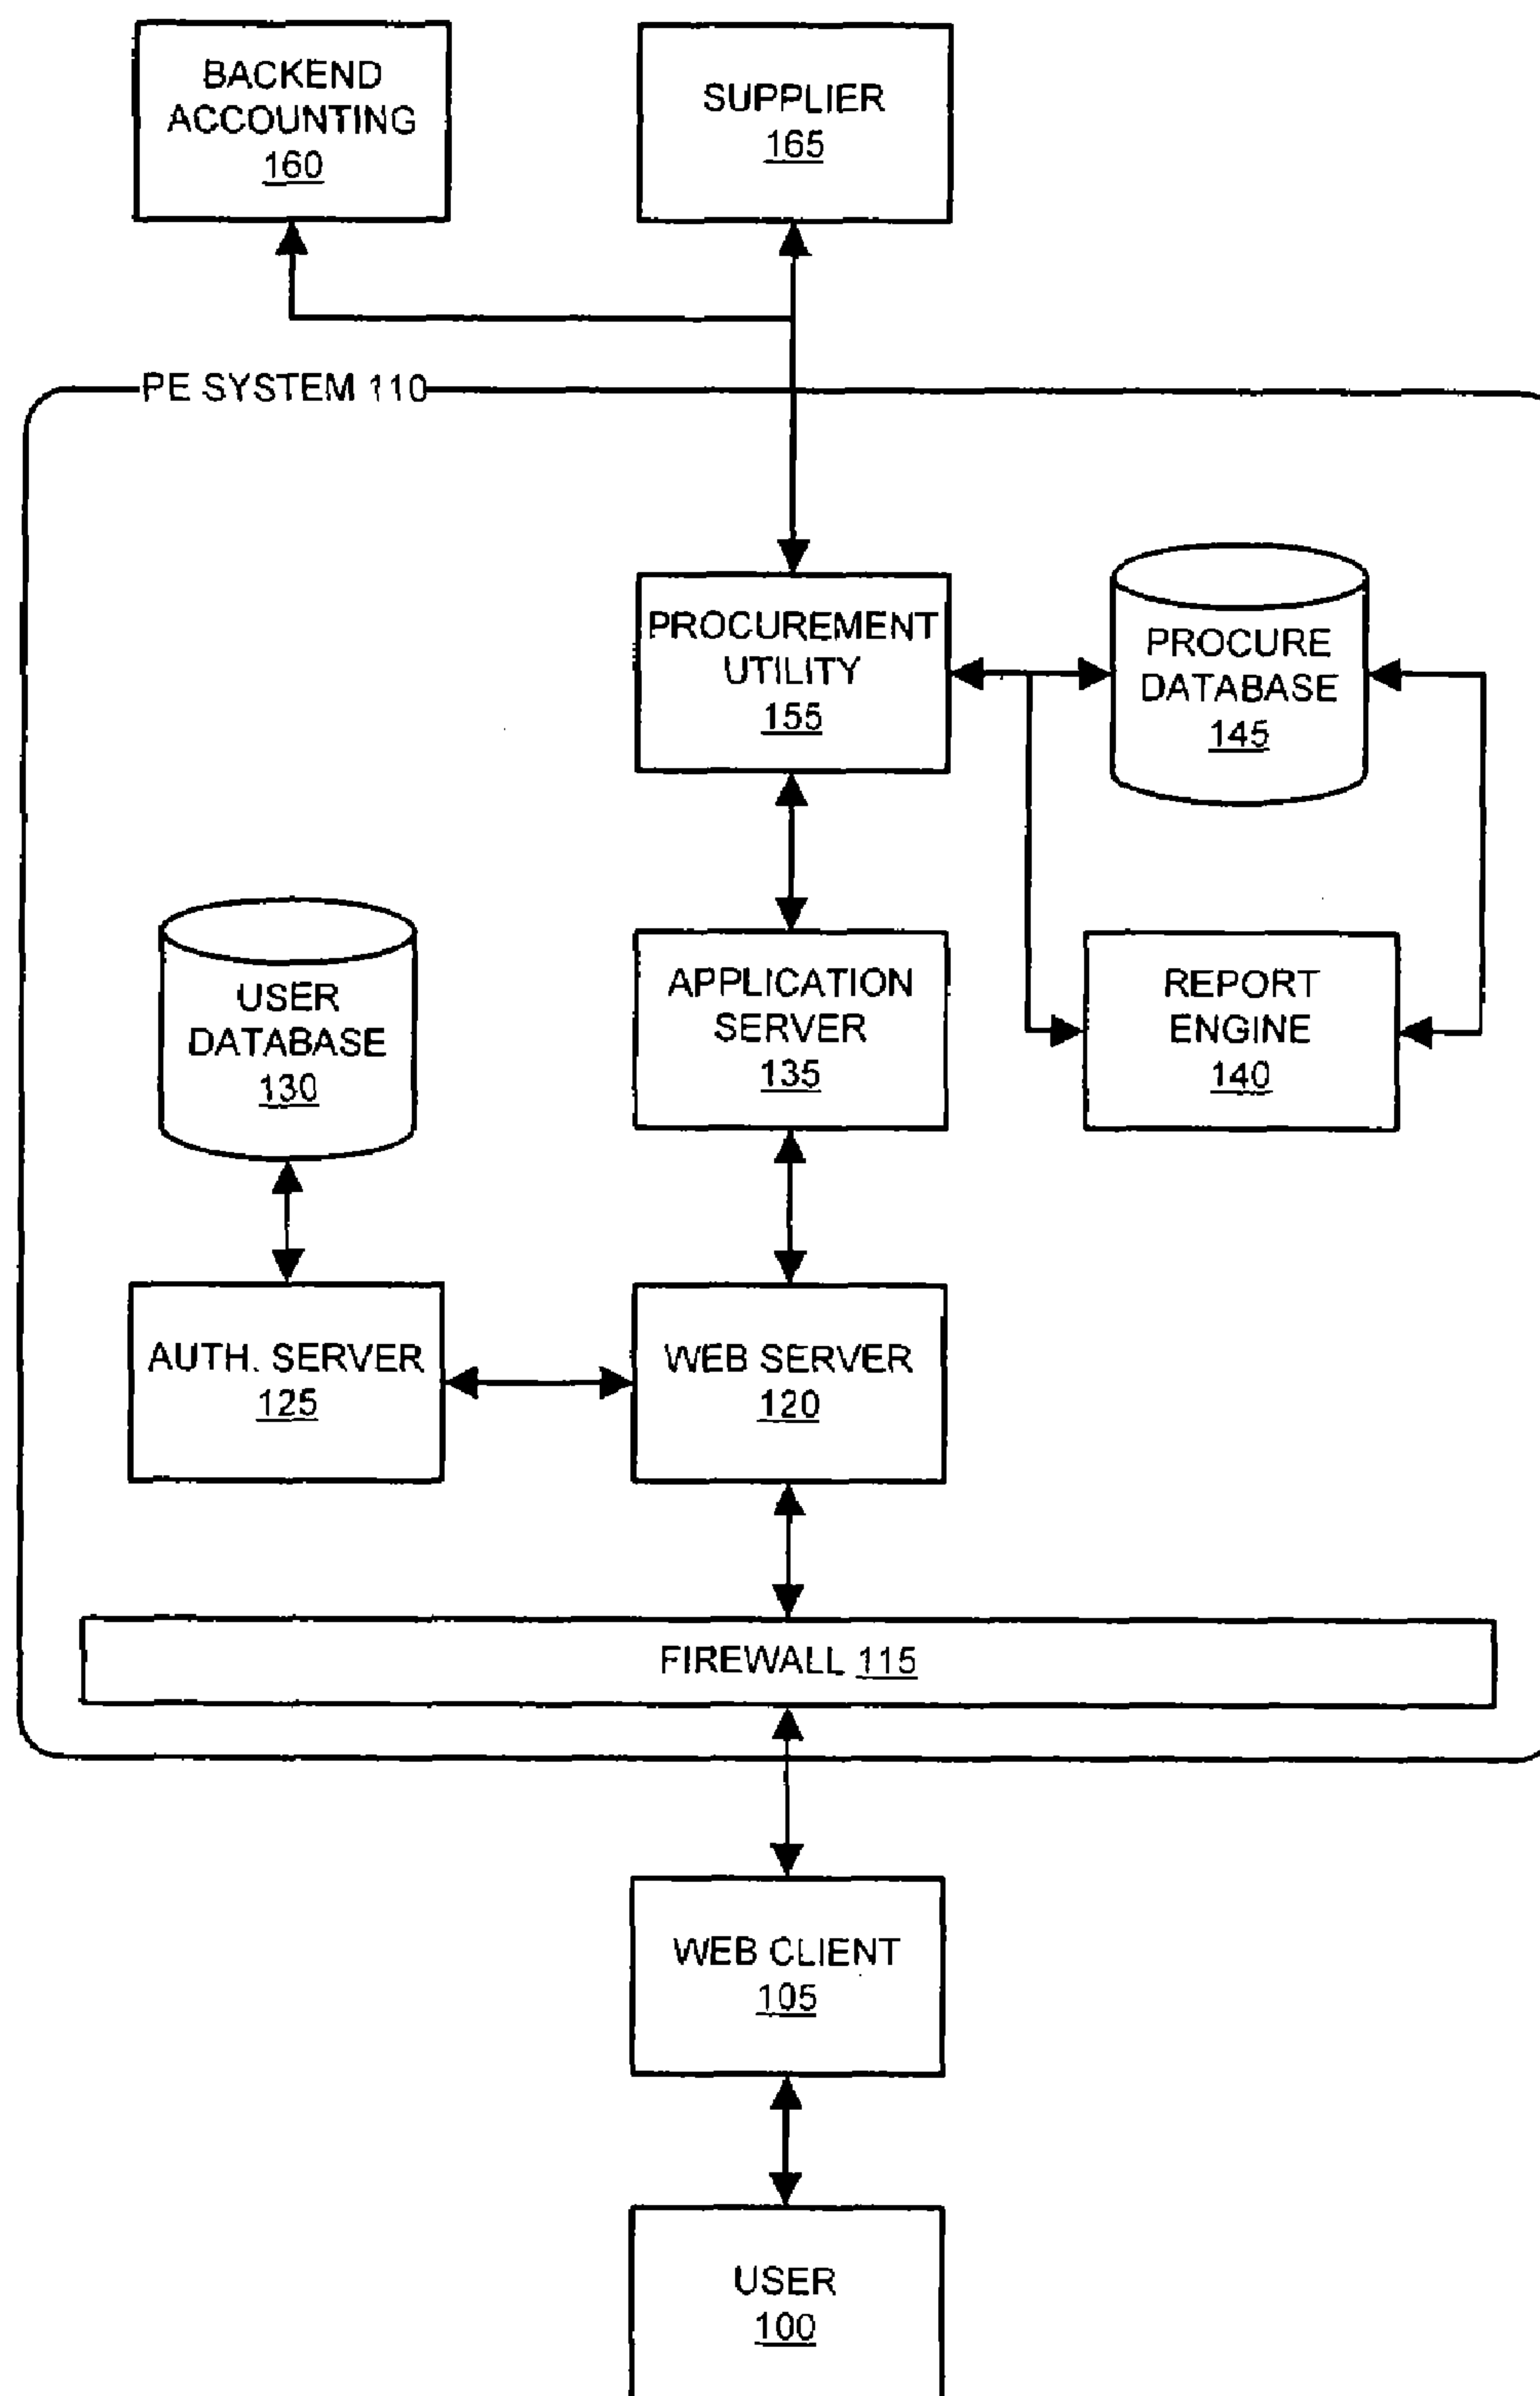 BACKEND
ACCOUNTING
160
SUPPLIER
165
PE SYSTEM 110
PROCUREMENT
UTILITY
155
PROCURE
DATABASE
145
USER
DATABASE
130
APPLICATION
SERVER
135
REPORT
ENGINE
140
AUTH. SERVER
125
WEB SERVER
120
FIREWALL 115
WEB CLIENT
105
USER
100